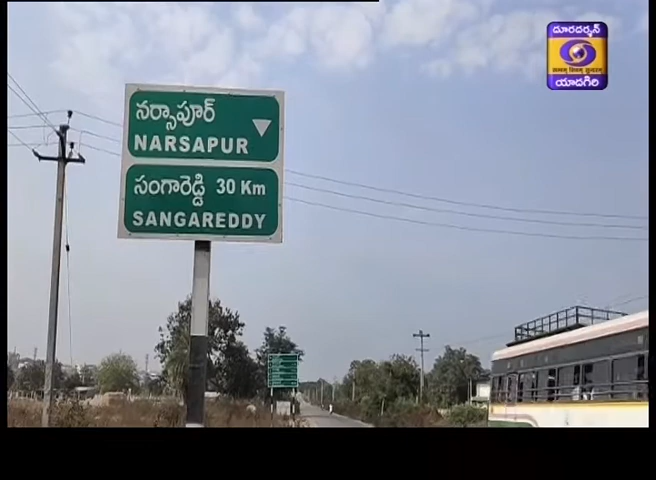 దూరదర్శన్
యాదగిరి
నర్సాపూర్
NARSAPUR
సంగారెడ్డి 30 Km
SANGAREDDY